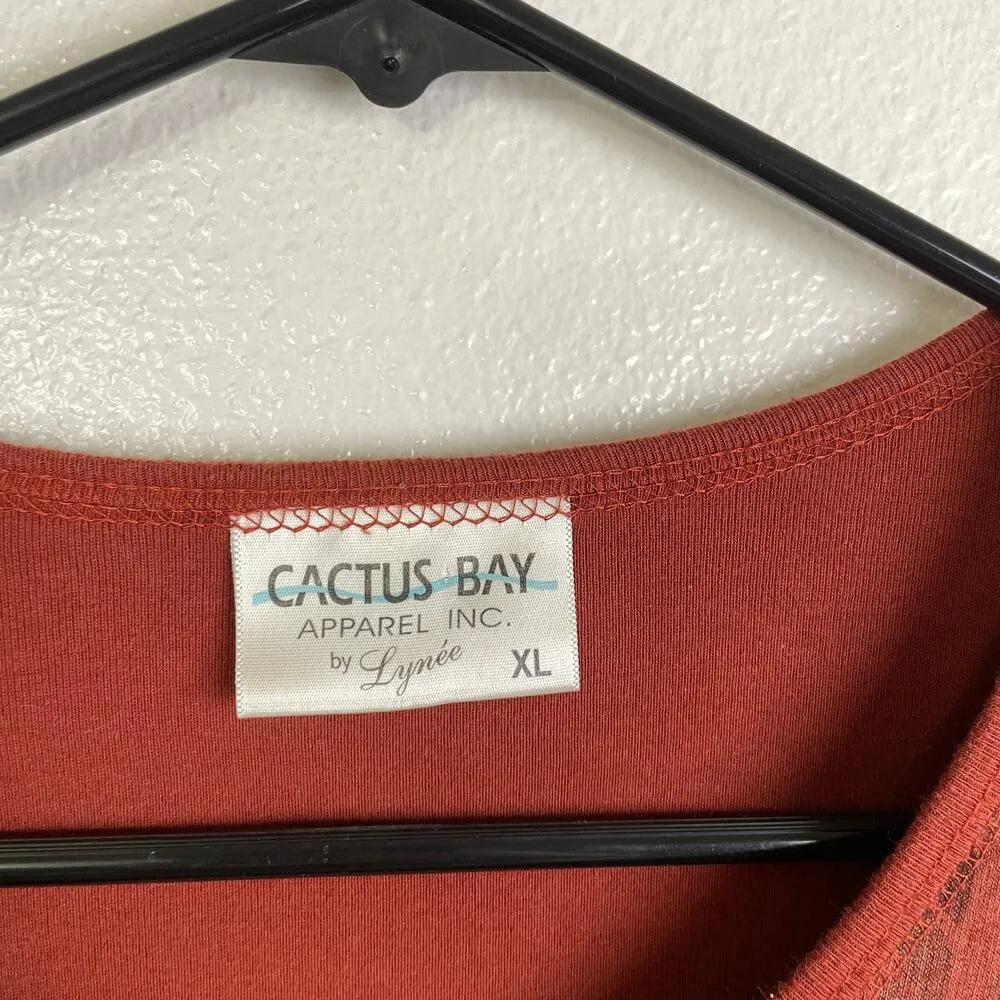 CACTUS BAY
APPAREL INC.
by Lynée XL